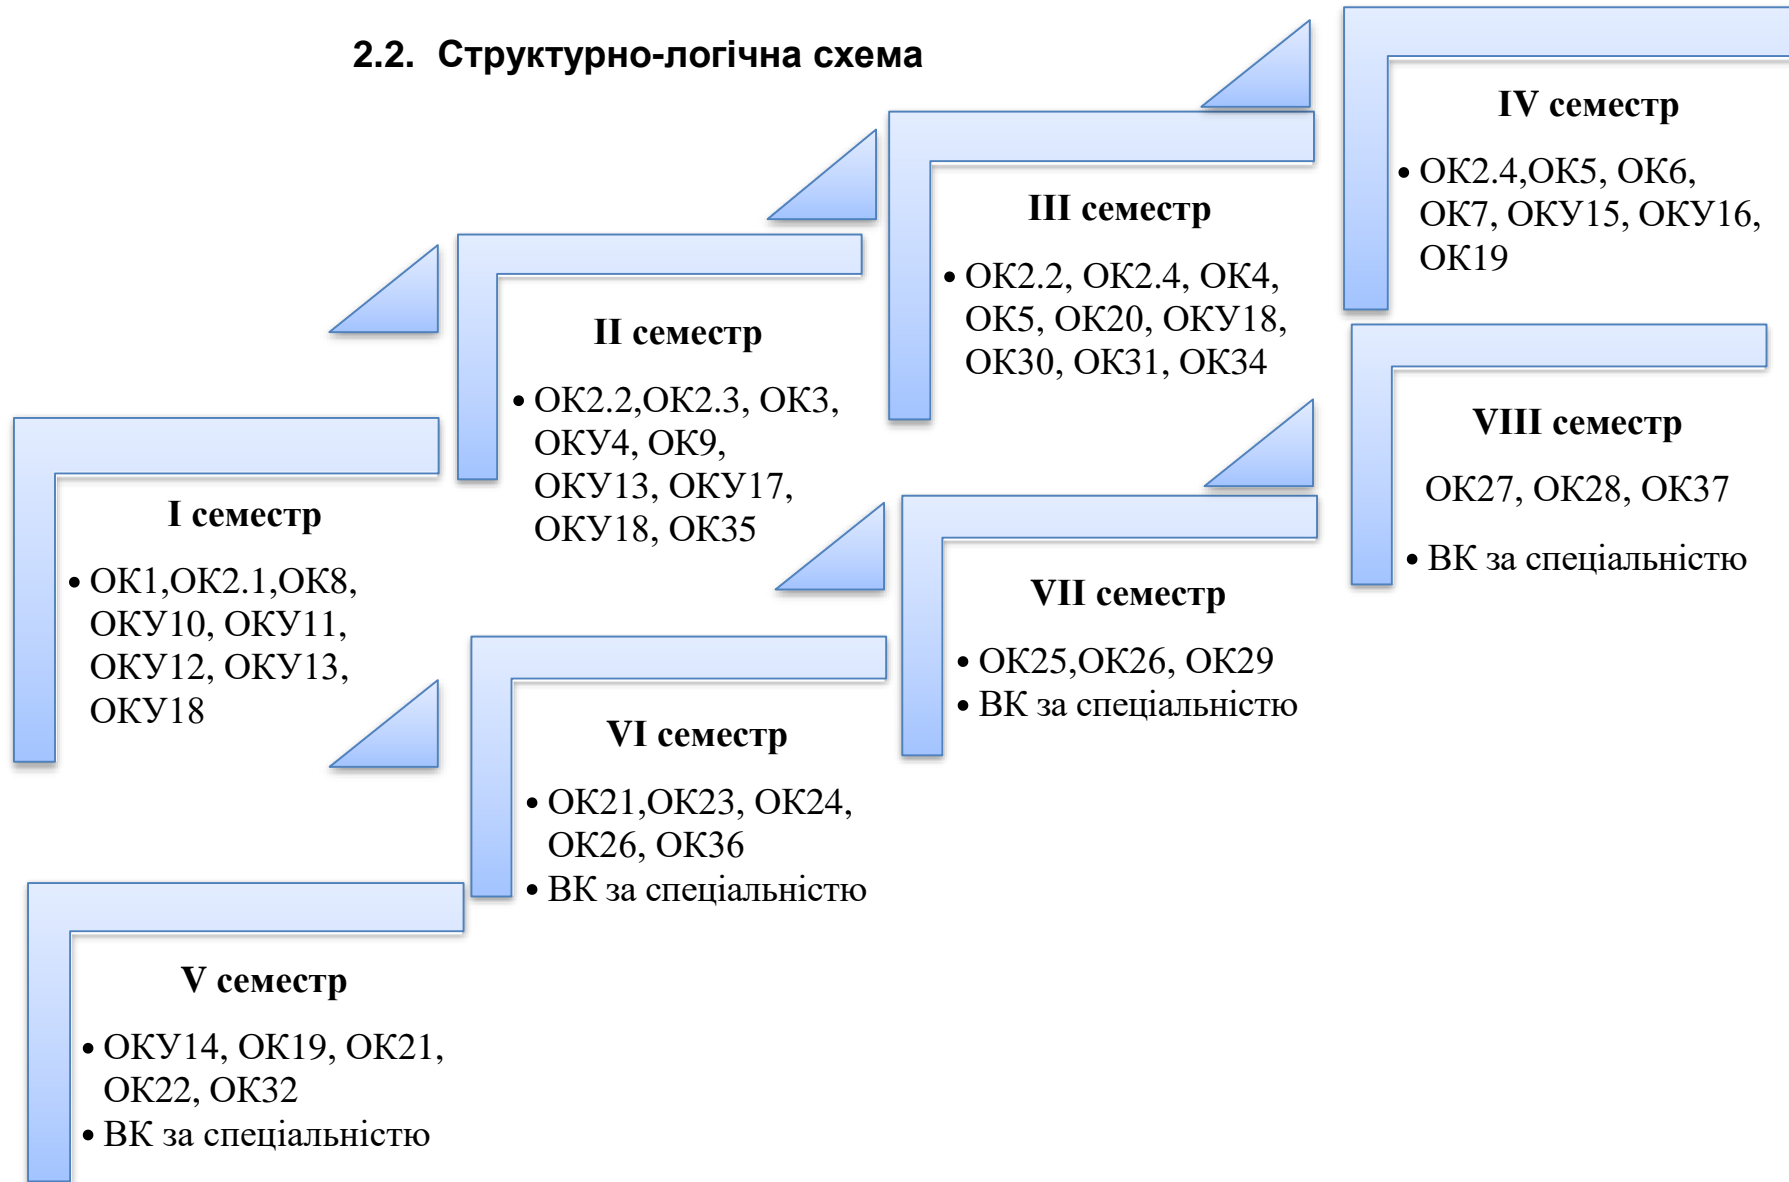 2.2. Структурно-логічна схема
I семестр
• ОК1,ОК2.1,ОК8,
ОКУ10, ОКУ11,
ОКУ12, ОКУ13,
ОКУ18
II семестр
• ОК2.2,ОК2.3, ОК3,
ОКУ4, ОК9,
ОКУ13, ОКУ17,
ОКУ18, ОК35
III семестр
• ОК2.2, ОК2.4, ОК4,
ОК5, ОК20, ОКУ18,
ОК30, ОК31, ОК34
IV семестр
• ОК2.4,ОК5, ОК6,
ОК7, ОКУ15, ОКУ16,
ОК19
V семестр
• ОКУ14, ОК19, ОК21,
ОК22, ОК32
• ВК за спеціальністю
VI семестр
• ОК21,ОК23, ОК24,
ОК26, ОК36
• ВК за спеціальністю
VII семестр
• ОК25,ОК26, ОК29
• ВК за спеціальністю
VIII семестр
ОК27, ОК28, ОК37
• ВК за спеціальністю